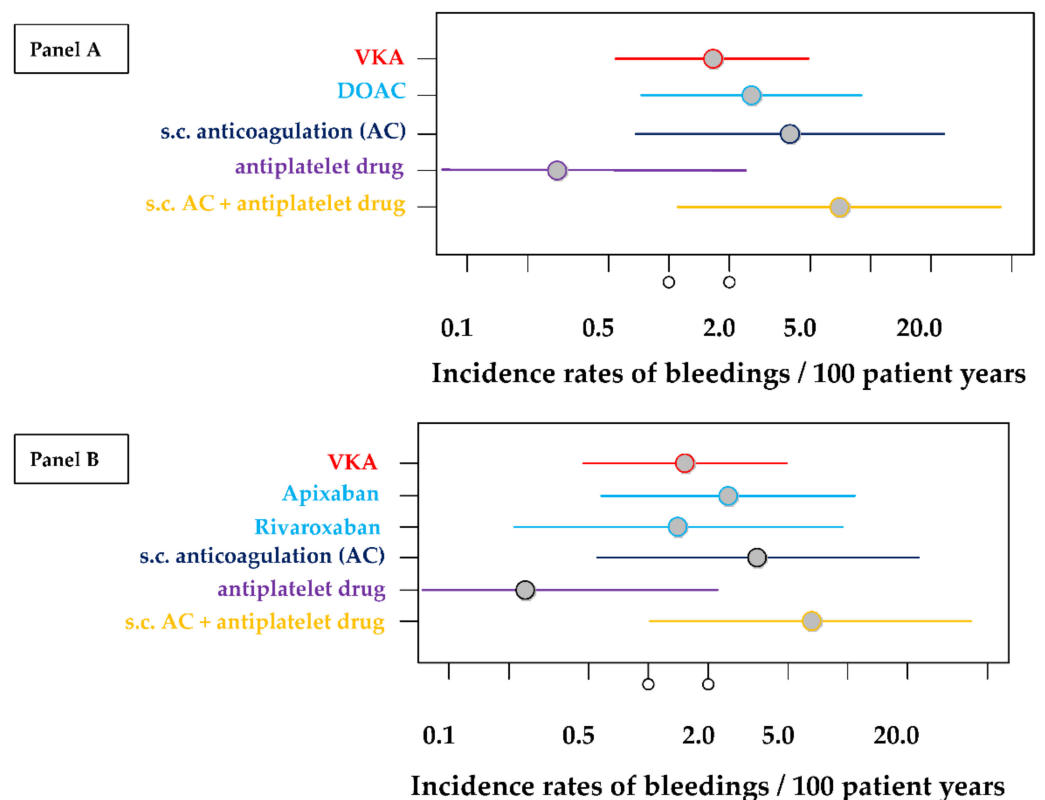 Panel A
VKA
DOAC
s.c. anticoagulation (AC)
antiplatelet drug
s.c. AC + antiplatelet drug
0.1 0.5 2.0 5.0 20.0
Incidence rates of bleedings / 100 patient years
Panel B
VKA
Apixaban
Rivaroxaban
s.c. anticoagulation (AC)
antiplatelet drug
s.c. AC + antiplatelet drug
0.1 0.5 2.0 5.0 20.0
Incidence rates of bleedings / 100 patient years